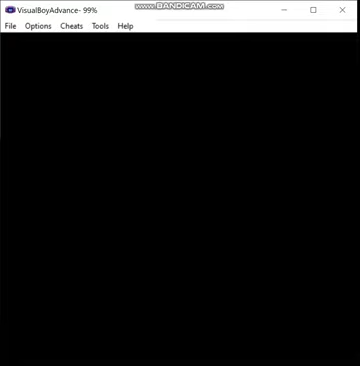 VisualBoyAdvance- 99%
www.BANDICAM.com
File Options Cheats Tools Help